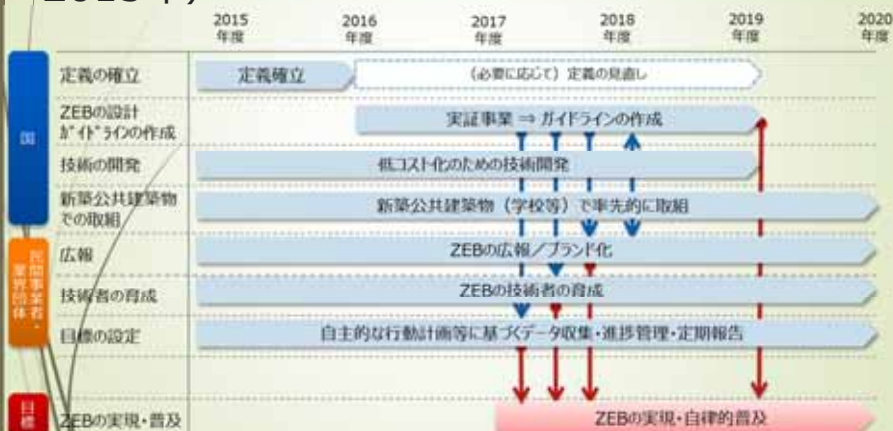 2015
年度
2016
年度
2017
年度
2018
年度
2019
年度
2020
年度
国
定義の確立
定義確立
(必要に応じて) 定義の見直し
ZEBの設計
ガイドラインの作成
実証事業 ⇒ ガイドラインの作成
技術の開発
低コスト化のための技術開発
新築公共建築物
での取組
新築公共建築物（学校等）で率先的に取組
民間事業者・
業界団体
広報
ZEBの広報／ブランド化
技術者の育成
ZEBの技術者の育成
目標の設定
自主的な行動計画等に基づくデータ収集・進捗管理・定期報告
目標
ZEBの実現・普及
ZEBの実現・自律的普及